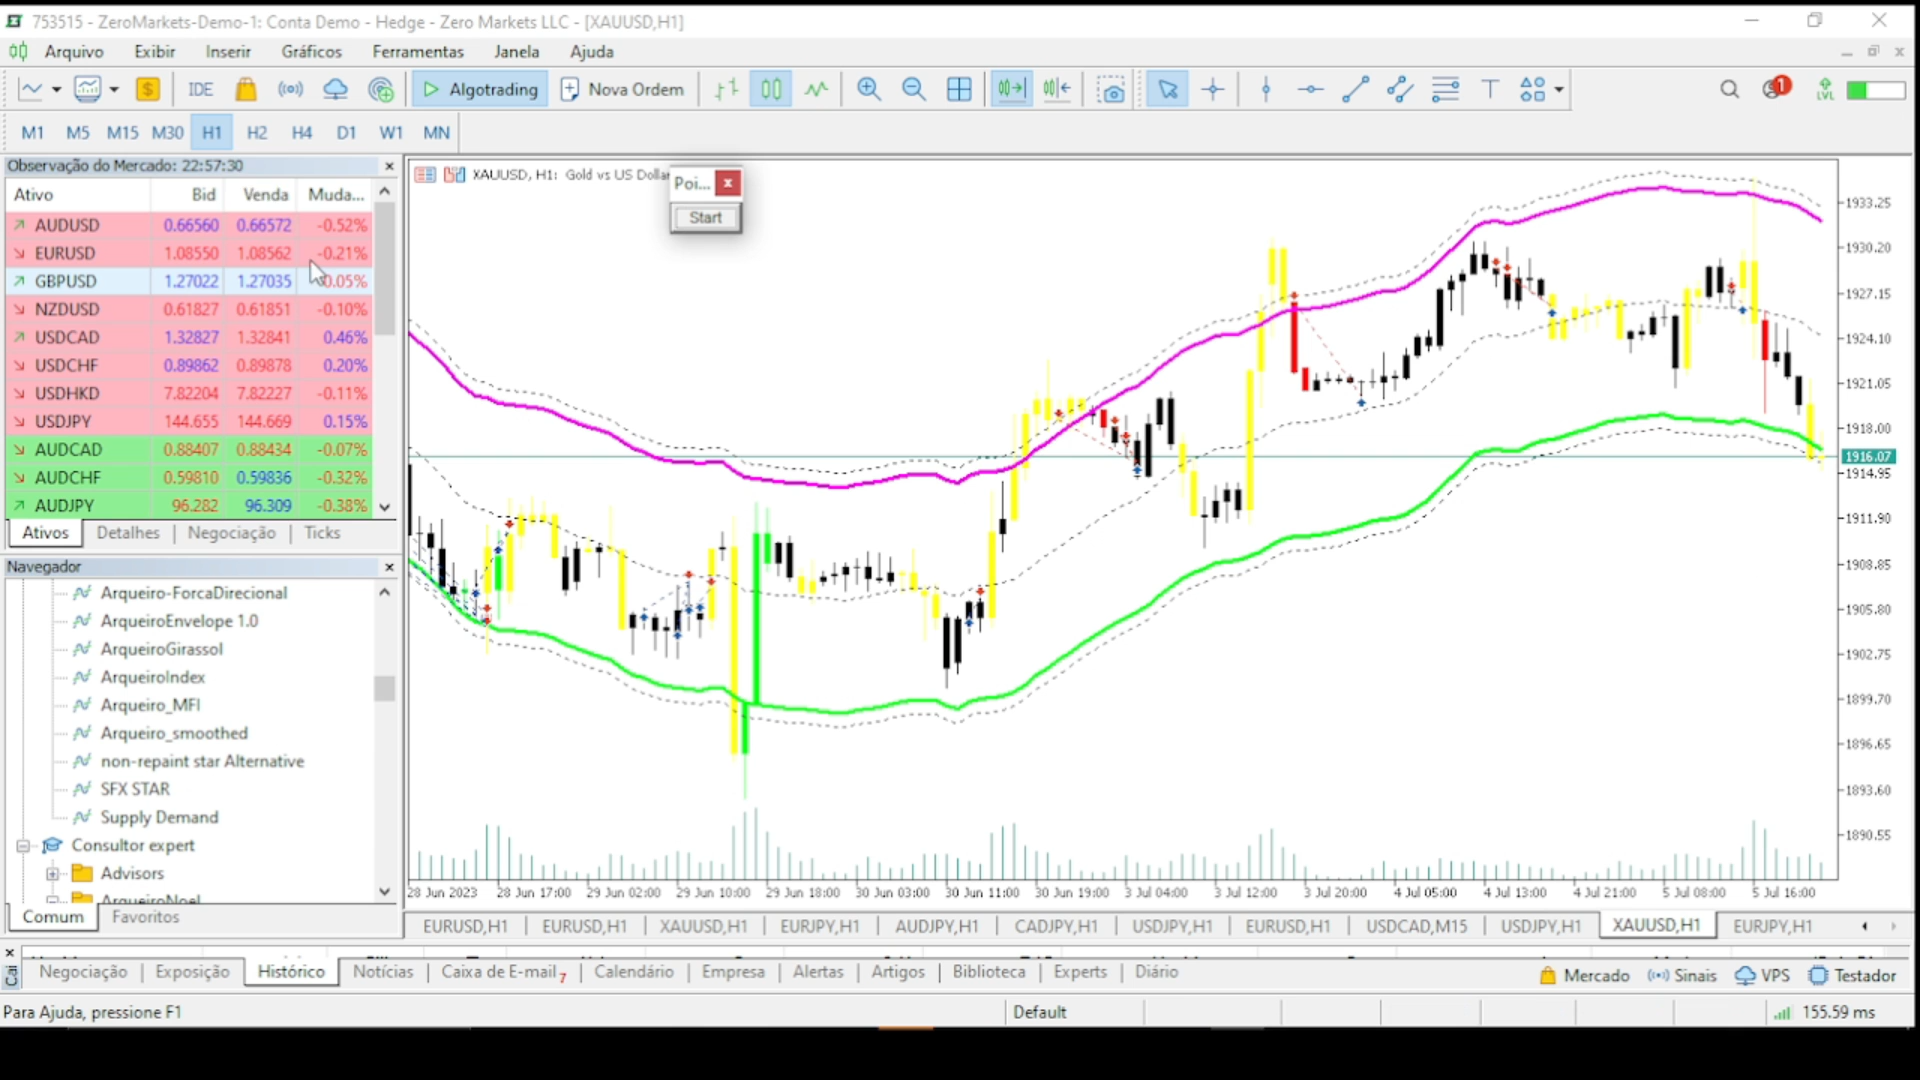 753515 - ZeroMarkets-Demo-1: Conta Demo - Hedge - Zero Markets LLC - [XAUUSD,H1]
Arquivo Exibir Inserir Gráficos Ferramentas Janela Ajuda
IDE Algotrading Nova Ordem T 1 LVL
M1 M5 M15 M30 H1 H2 H4 D1 W1 MN
Observação do Mercado: 22:57:30
Ativo Bid Venda Muda...
AUDUSD 0.66560 0.66572 -0.52%
EURUSD 1.08550 1.08562 -0.21%
GBPUSD 1.27022 1.27035 0.05%
NZDUSD 0.61827 0.61851 -0.10%
USDCAD 1.32827 1.32841 0.46%
USDCHF 0.89862 0.89878 0.20%
USDHKD 7.82204 7.82227 -0.11%
USDJPY 144.655 144.669 0.15%
AUDCAD 0.88407 0.88434 -0.07%
AUDCHF 0.59810 0.59836 -0.32%
AUDJPY 96.282 96.309 -0.38%
Ativos Detalhes Negociação Ticks
Navegador
Arqueiro-ForcaDirecional
ArqueiroEnvelope 1.0
ArqueiroGirassol
ArqueiroIndex
Arqueiro_MFI
Arqueiro_smoothed
non-repaint star Alternative
SFX STAR
Supply Demand
Consultor expert
Advisors
ArqueiroNoel
Comum Favoritos
XAUUSD, H1: Gold vs US Dollar
Poi...
Start
1933.25
1930.20
1927.15
1924.10
1921.05
1918.00
1916.07
1914.95
1911.90
1908.85
1905.80
1902.75
1899.70
1896.65
1893.60
1890.55
28 Jun 2023 28 Jun 17:00 29 Jun 02:00 29 Jun 10:00 29 Jun 18:00 30 Jun 03:00 30 Jun 11:00 30 Jun 19:00 3 Jul 04:00 3 Jul 12:00 3 Jul 20:00 4 Jul 05:00 4 Jul 13:00 4 Jul 21:00 5 Jul 08:00 5 Jul 16:00
EURUSD,H1 EURUSD,H1 XAUUSD,H1 EURJPY,H1 AUDJPY,H1 CADJPY,H1 USDJPY,H1 EURUSD,H1 USDCAD,M15 USDJPY,H1 XAUUSD,H1 EURJPY,H1
Cai
Negociação Exposição Histórico Notícias Caixa de E-mail 7 Calendário Empresa Alertas Artigos Biblioteca Experts Diário Mercado Sinais VPS Testador
Para Ajuda, pressione F1 Default 155.59 ms